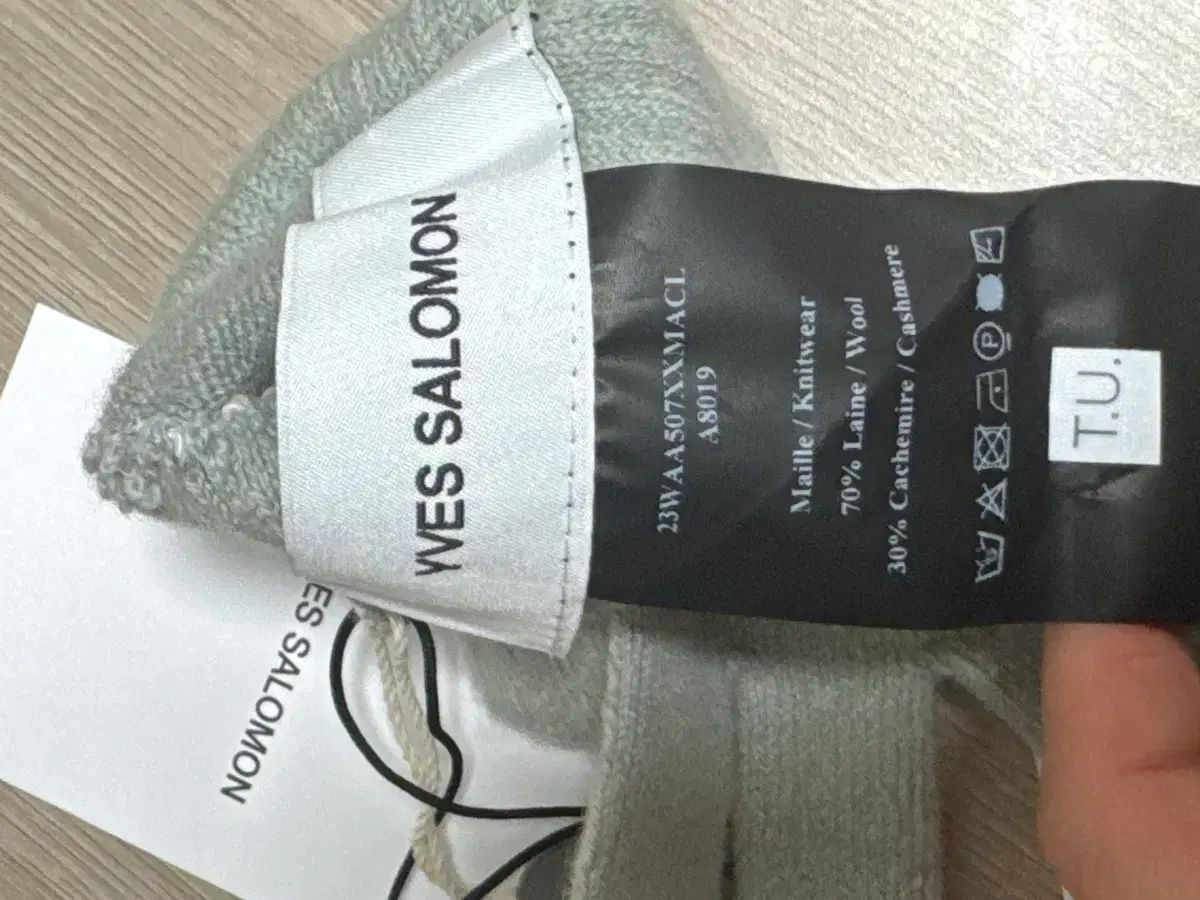 YVES SALOMON
23WAA507XXMACL
A8019
Maille / Knitwear
70% Laine / Wool
30% Cachemire / Cashmere
P
T.U.
ES SALOMON